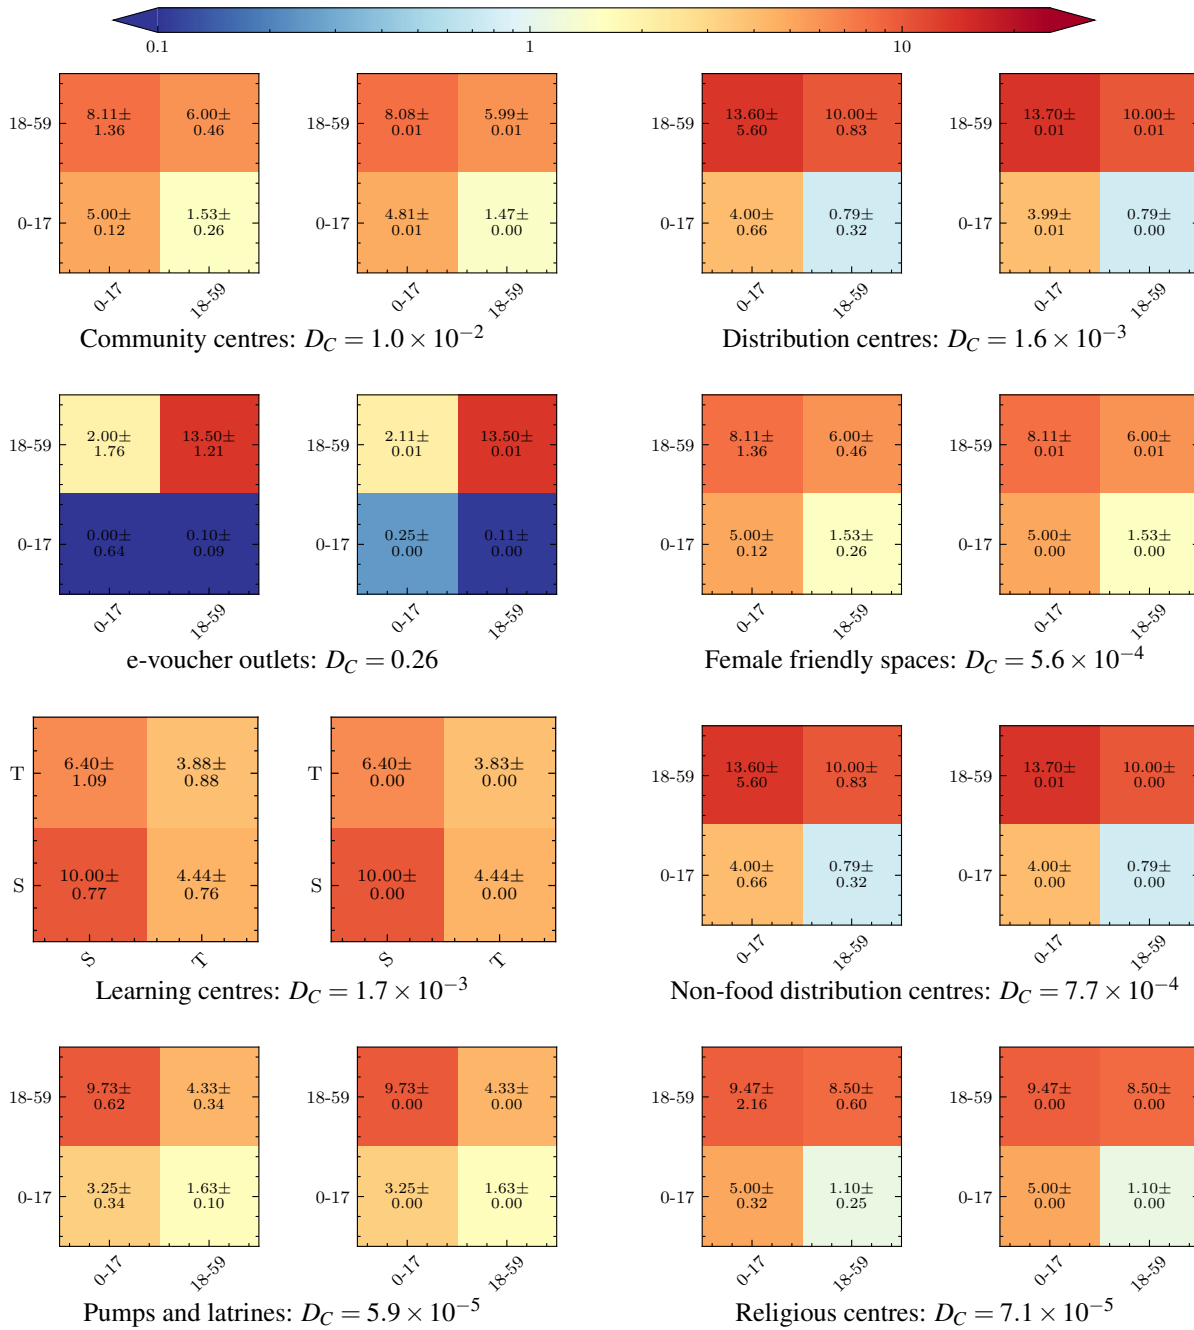 0.1 1 10
18-59 8.11± 6.00± 8.08± 5.99± 18-59 13.60± 10.00± 18-59 13.70± 10.00±
1.36 0.46 0.01 0.01 5.60 0.83 0.01 0.01
0-17 5.00± 1.53± 4.81± 1.47± 0-17 4.00± 0.79± 0-17 3.99± 0.79±
0.12 0.26 0.01 0.00 0.66 0.32 0.01 0.00
0-17 18-59 0-17 18-59 0-17 18-59 0-17 18-59
Community centres: D_C = 1.0 × 10⁻² Distribution centres: D_C = 1.6 × 10⁻³
18-59 2.00± 13.50± 18-59 2.11± 13.50± 18-59 8.11± 6.00± 18-59 8.11± 6.00±
1.76 1.21 0.01 0.01 1.36 0.46 0.01 0.01
0-17 0.00± 0.10± 0-17 0.25± 0.11± 0-17 5.00± 1.53± 0-17 5.00± 1.53±
0.64 0.09 0.00 0.00 0.12 0.26 0.00 0.00
0-17 18-59 0-17 18-59 0-17 18-59 0-17 18-59
e-voucher outlets: D_C = 0.26 Female friendly spaces: D_C = 5.6 × 10⁻⁴
T 6.40± 3.88± T 6.40± 3.83± 18-59 13.60± 10.00± 18-59 13.70± 10.00±
1.09 0.88 0.00 0.00 5.60 0.83 0.01 0.00
S 10.00± 4.44± S 10.00± 4.44± 0-17 4.00± 0.79± 0-17 4.00± 0.79±
0.77 0.76 0.00 0.00 0.66 0.32 0.00 0.00
S T S T 0-17 18-59 0-17 18-59
Learning centres: D_C = 1.7 × 10⁻³ Non-food distribution centres: D_C = 7.7 × 10⁻⁴
18-59 9.73± 4.33± 18-59 9.73± 4.33± 18-59 9.47± 8.50± 18-59 9.47± 8.50±
0.62 0.34 0.00 0.00 2.16 0.60 0.00 0.00
0-17 3.25± 1.63± 0-17 3.25± 1.63± 0-17 5.00± 1.10± 0-17 5.00± 1.10±
0.34 0.10 0.00 0.00 0.32 0.25 0.00 0.00
0-17 18-59 0-17 18-59 0-17 18-59 0-17 18-59
Pumps and latrines: D_C = 5.9 × 10⁻⁵ Religious centres: D_C = 7.1 × 10⁻⁵